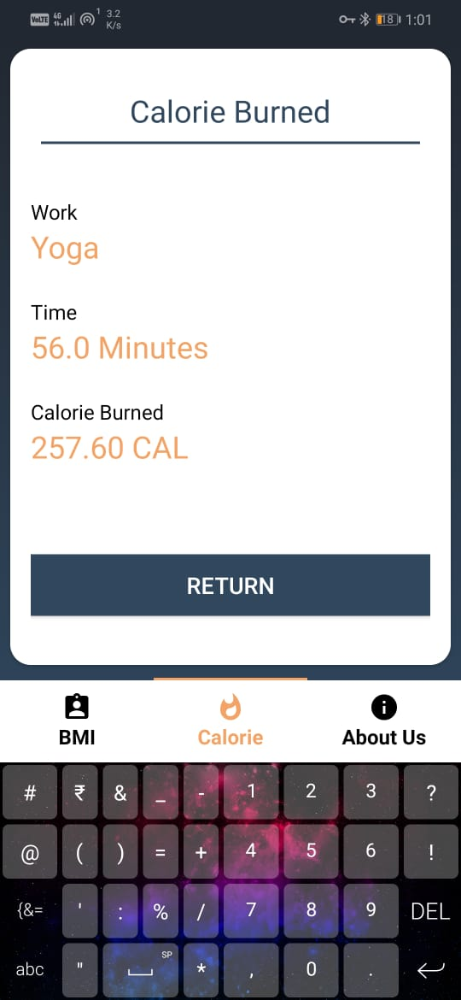 VoLTE 4G 1 3.2 K/s 18 1:01
Calorie Burned
Work
Yoga
Time
56.0 Minutes
Calorie Burned
257.60 CAL
RETURN
BMI Calorie About Us
# ₹ & _ - 1 2 3 ?
@ ( ) = + 4 5 6 !
{&= ' : % / 7 8 9 DEL
abc " SP * , 0 .